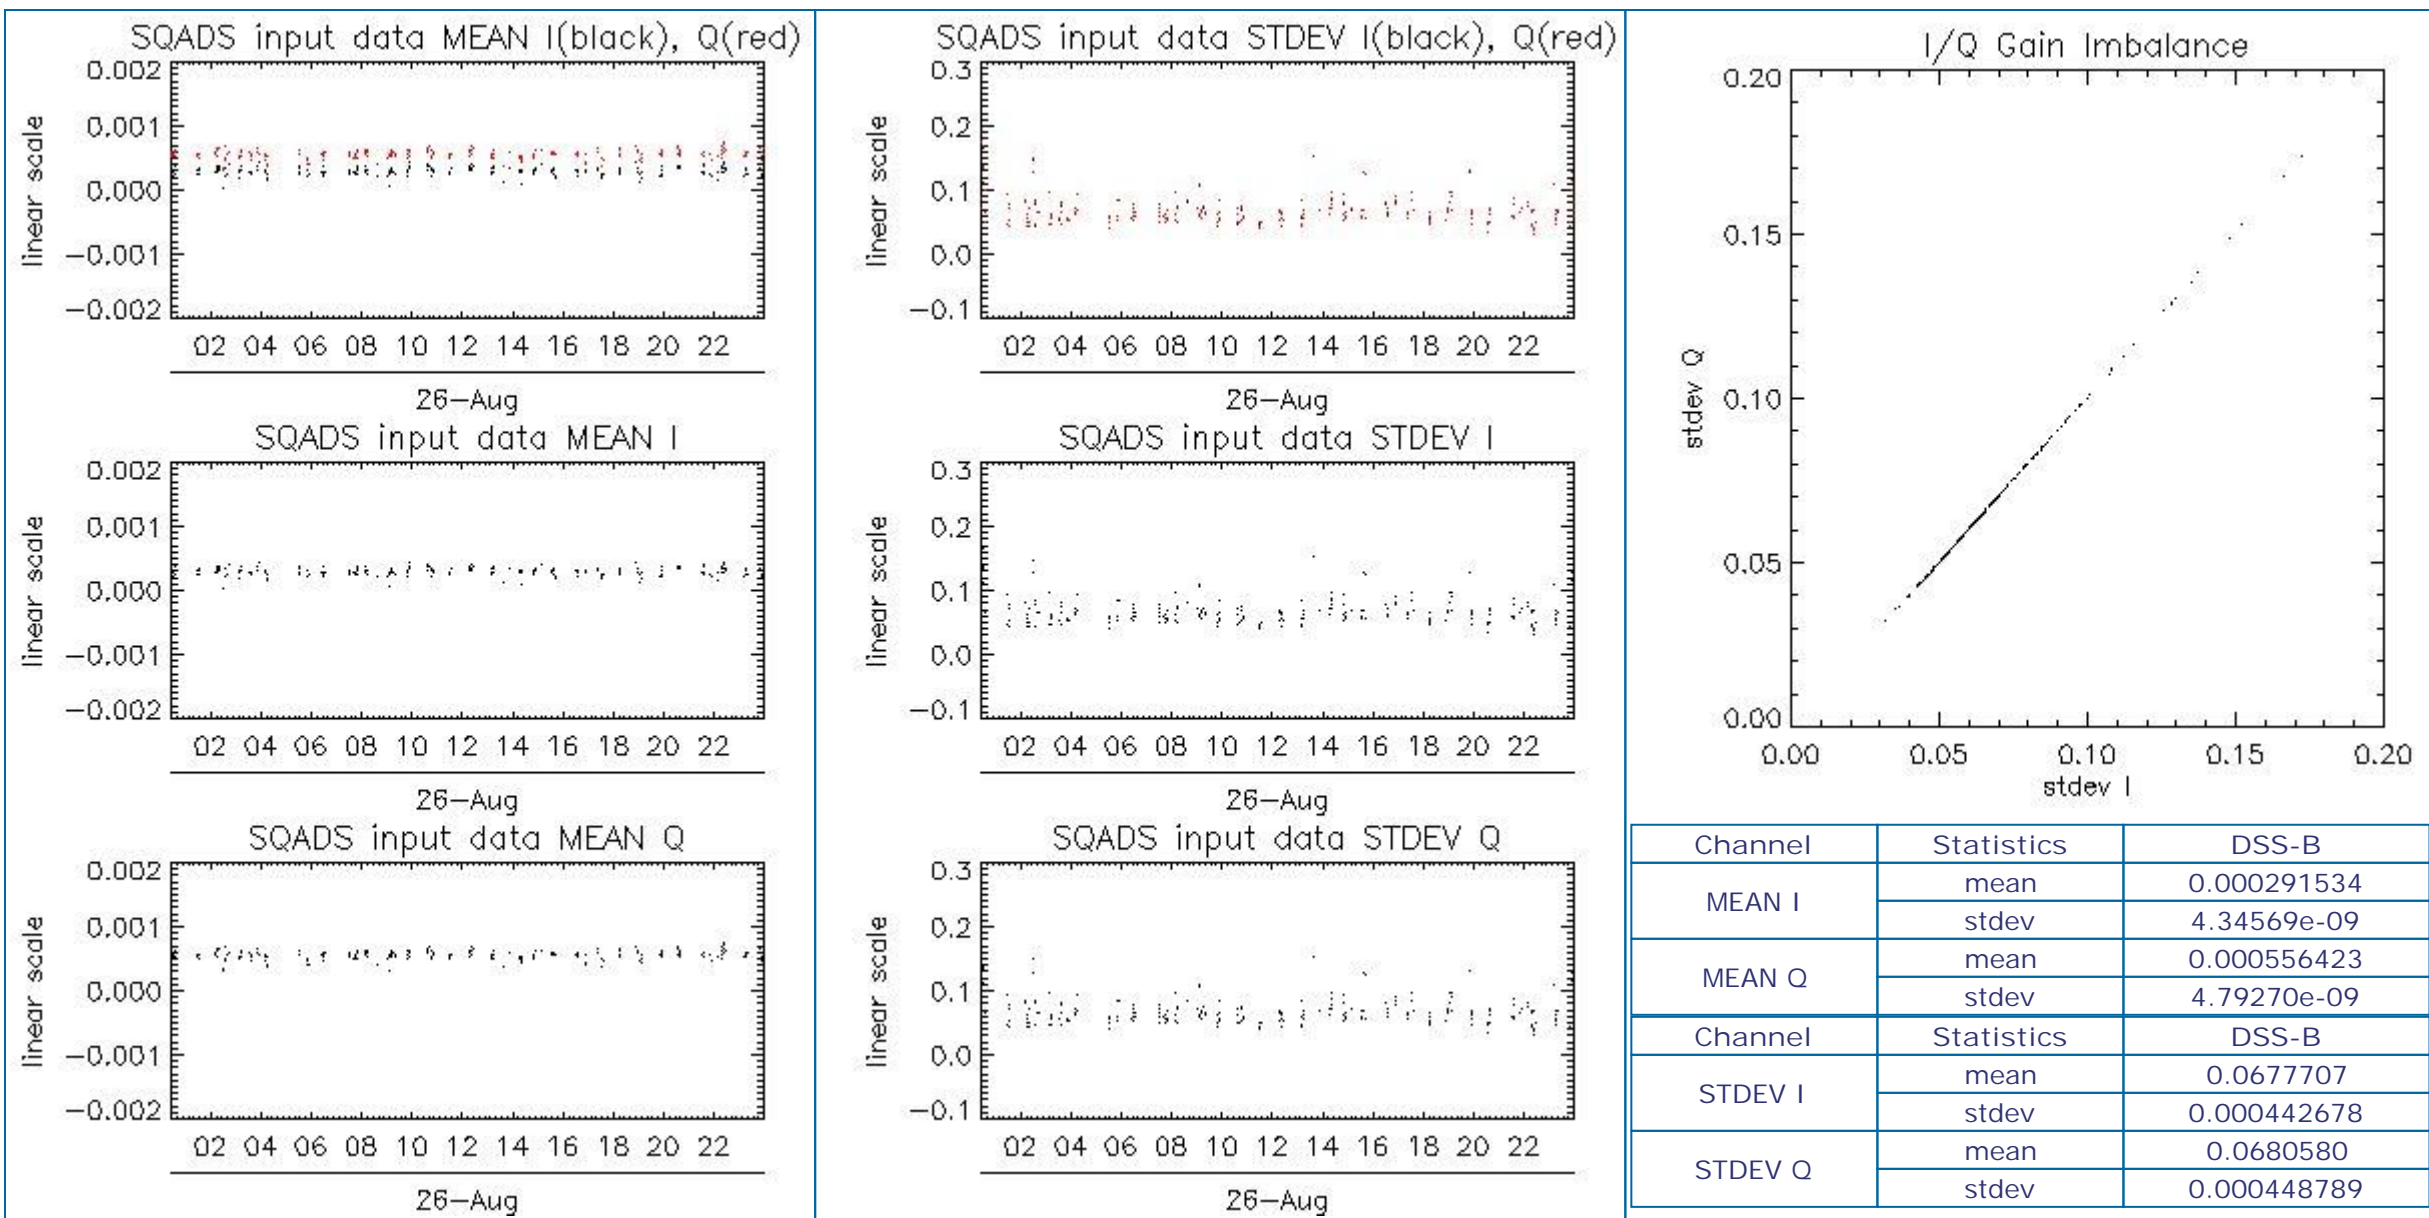 SQADS input data MEAN I(black), Q(red)
0.002
0.001
0.000
−0.001
−0.002
linear scale
02 04 06 08 10 12 14 16 18 20 22
26−Aug
SQADS input data MEAN I
0.002
0.001
0.000
−0.001
−0.002
linear scale
02 04 06 08 10 12 14 16 18 20 22
26−Aug
SQADS input data MEAN Q
0.002
0.001
0.000
−0.001
−0.002
linear scale
02 04 06 08 10 12 14 16 18 20 22
26−Aug
SQADS input data STDEV I(black), Q(red)
0.3
0.2
0.1
0.0
−0.1
linear scale
02 04 06 08 10 12 14 16 18 20 22
26−Aug
SQADS input data STDEV I
0.3
0.2
0.1
0.0
−0.1
linear scale
02 04 06 08 10 12 14 16 18 20 22
26−Aug
SQADS input data STDEV Q
0.3
0.2
0.1
0.0
−0.1
linear scale
02 04 06 08 10 12 14 16 18 20 22
26−Aug
I/Q Gain Imbalance
0.20
0.15
0.10
0.05
0.00
stdev Q
0.00 0.05 0.10 0.15 0.20
stdev I
Channel Statistics DSS-B
MEAN I mean 0.000291534
stdev 4.34569e-09
MEAN Q mean 0.000556423
stdev 4.79270e-09
Channel Statistics DSS-B
STDEV I mean 0.0677707
stdev 0.000442678
STDEV Q mean 0.0680580
stdev 0.000448789